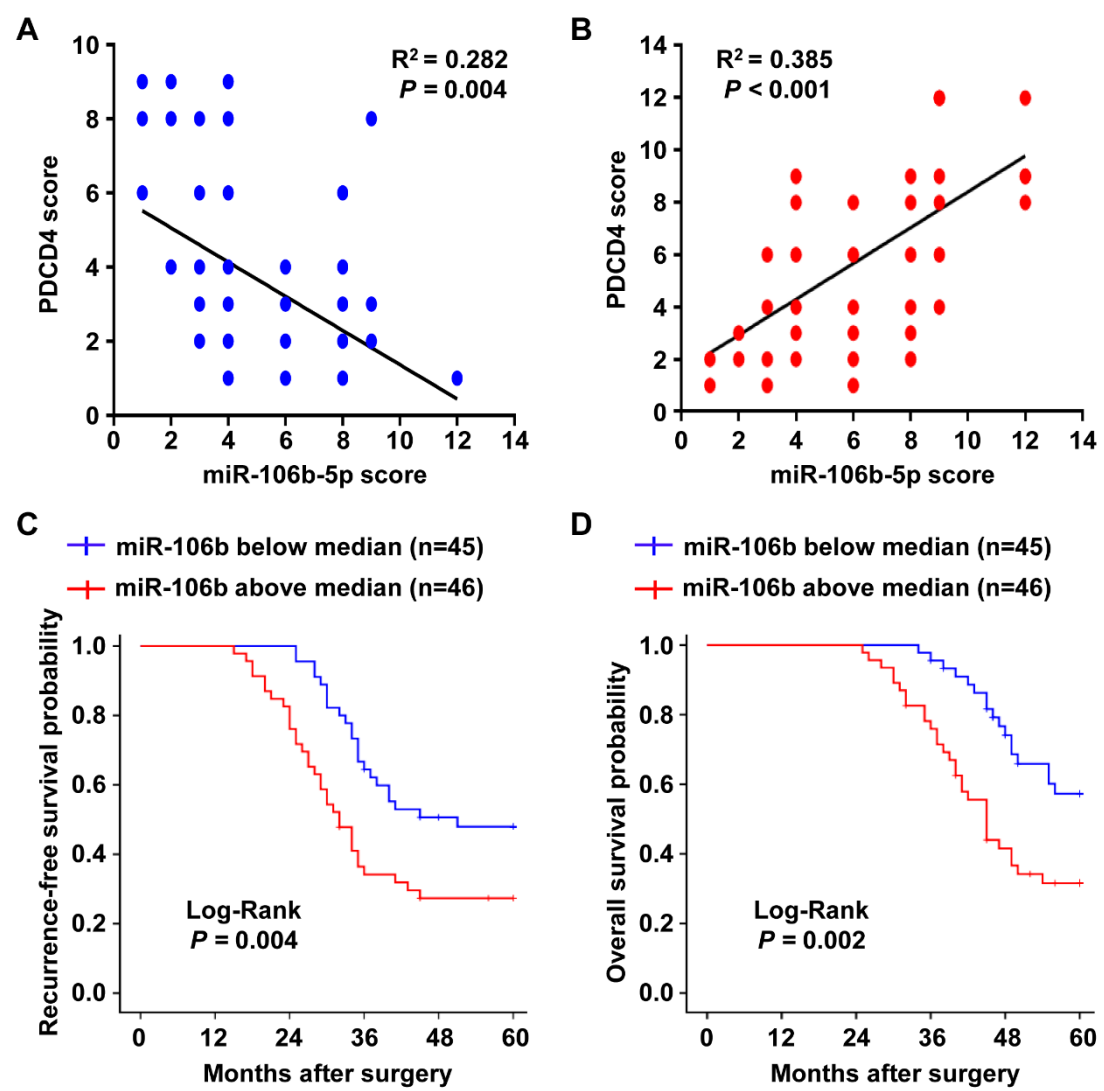 A
R² = 0.282
P = 0.004
PDCD4 score
10
8
6
4
2
0
0 2 4 6 8 10 12 14
miR-106b-5p score
B
R² = 0.385
P < 0.001
PDCD4 score
14
12
10
8
6
4
2
0
0 2 4 6 8 10 12 14
miR-106b-5p score
C
miR-106b below median (n=45)
miR-106b above median (n=46)
Recurrence-free survival probability
1.0
0.8
0.6
0.4
0.2
0.0
Log-Rank
P = 0.004
0 12 24 36 48 60
Months after surgery
D
miR-106b below median (n=45)
miR-106b above median (n=46)
Overall survival probability
1.0
0.8
0.6
0.4
0.2
0.0
Log-Rank
P = 0.002
0 12 24 36 48 60
Months after surgery